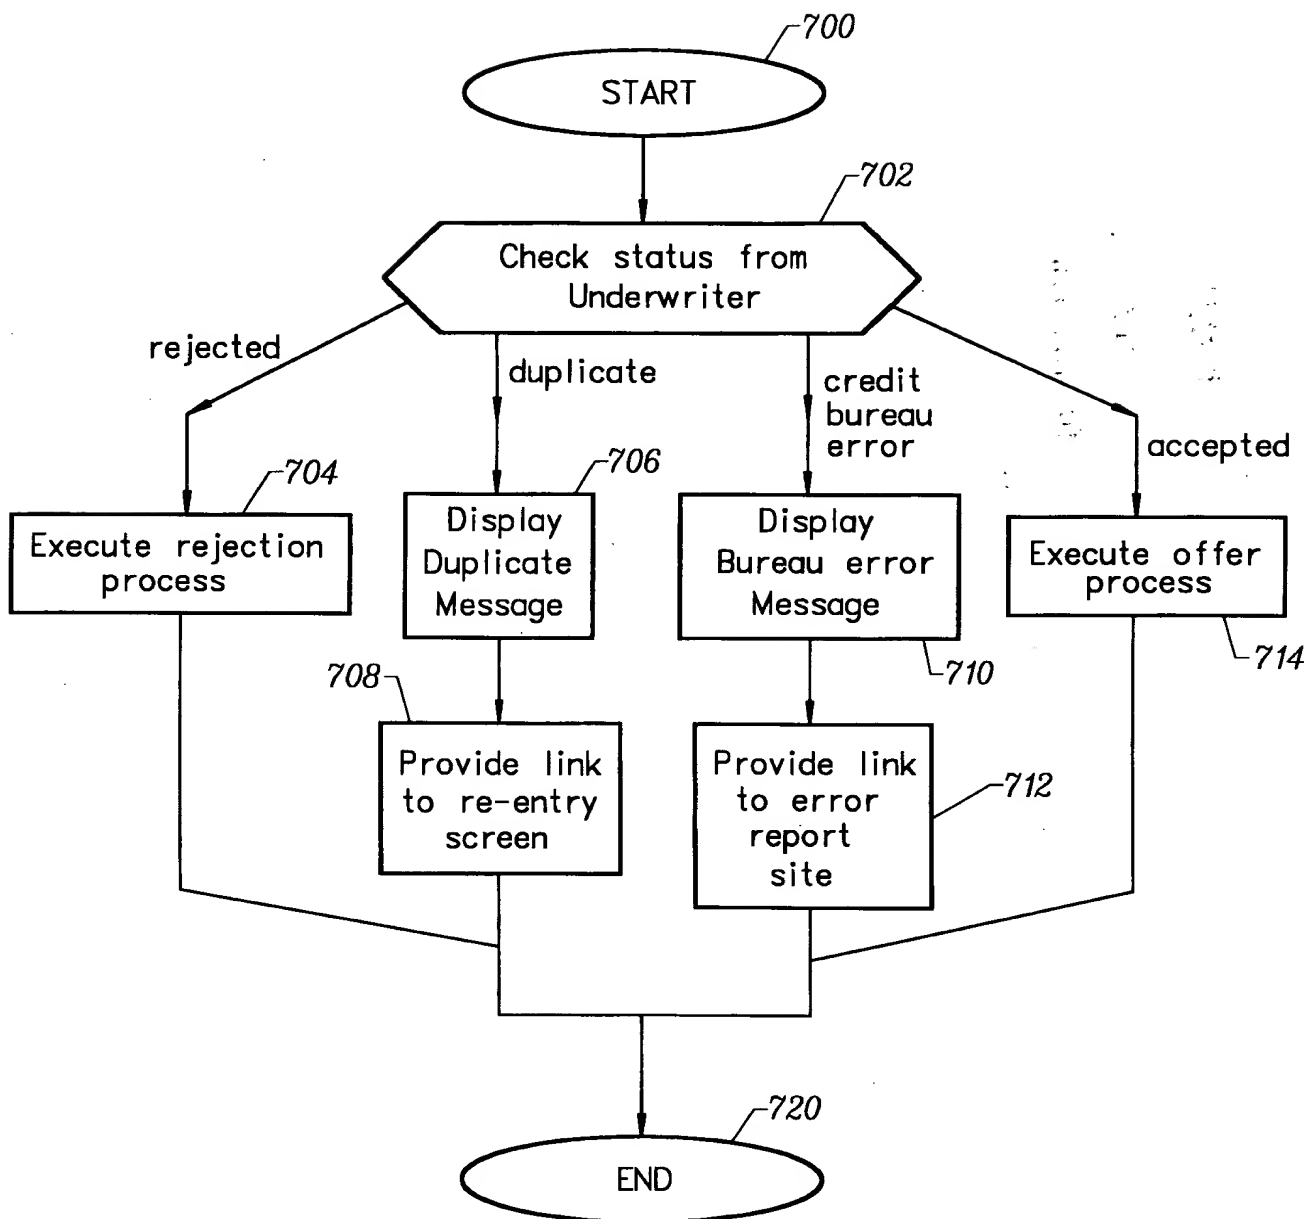 700
START
702
Check status from
Underwriter
rejected
duplicate
credit
bureau
error
accepted
704
Execute rejection
process
706
Display
Duplicate
Message
Display
Bureau error
Message
710
Execute offer
process
714
708
Provide link
to re-entry
screen
Provide link
to error
report
site
712
720
END